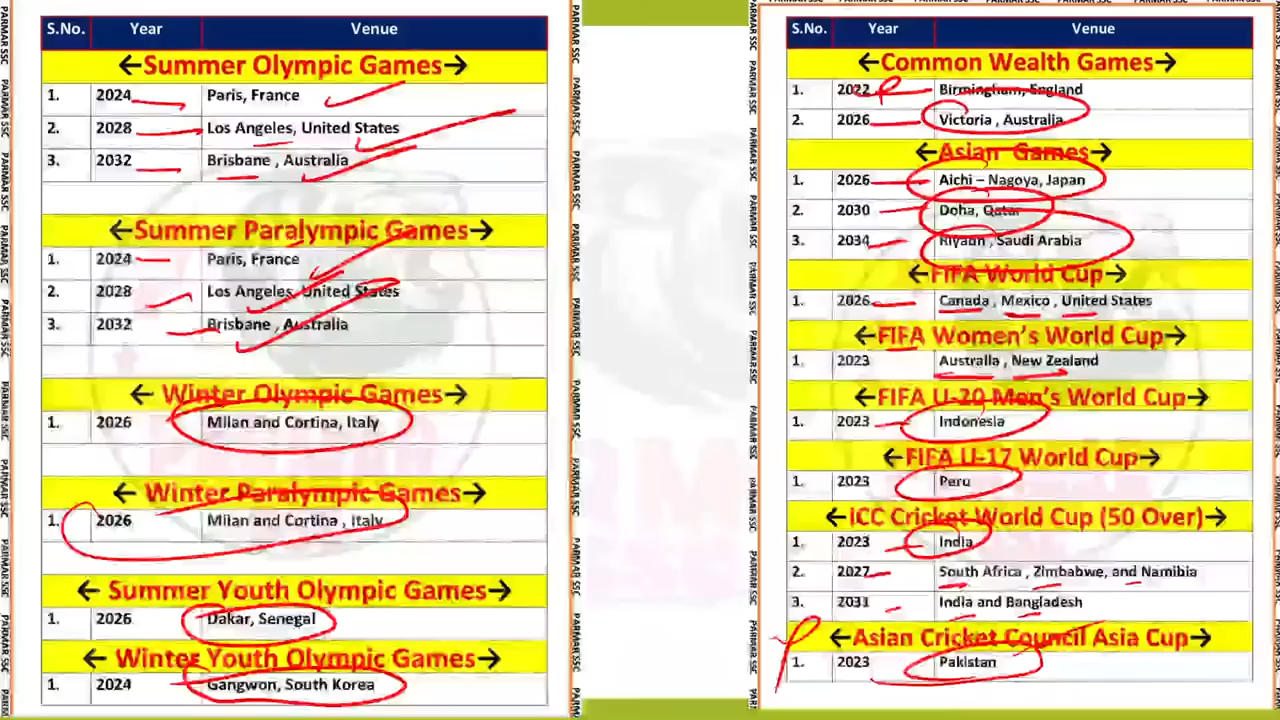 S.No. Year Venue
←Summer Olympic Games→
1. 2024 Paris, France
2. 2028 Los Angeles, United States
3. 2032 Brisbane , Australia
←Summer Paralympic Games→
1. 2024 Paris, France
2. 2028 Los Angeles, United States
3. 2032 Brisbane , Australia
← Winter Olympic Games→
1. 2026 Milan and Cortina, Italy
← Winter Paralympic Games→
1. 2026 Milan and Cortina , Italy
← Summer Youth Olympic Games→
1. 2026 Dakar, Senegal
← Winter Youth Olympic Games→
1. 2024 Gangwon, South Korea
S.No. Year Venue
←Common Wealth Games→
1. 2022 Birmingham, England
2. 2026 Victoria , Australia
←Asian Games→
1. 2026 Aichi – Nagoya, Japan
2. 2030 Doha, Qatar
3. 2034 Riyadh , Saudi Arabia
←FIFA World Cup→
1. 2026 Canada , Mexico , United States
←FIFA Women's World Cup→
1. 2023 Australia , New Zealand
←FIFA U-20 Men's World Cup→
1. 2023 Indonesia
←FIFA U-17 World Cup→
1. 2023 Peru
←ICC Cricket World Cup (50 Over)→
1. 2023 India
2. 2027 South Africa , Zimbabwe, and Namibia
3. 2031 India and Bangladesh
←Asian Cricket Council Asia Cup→
1. 2023 Pakistan
PARMAR SSC